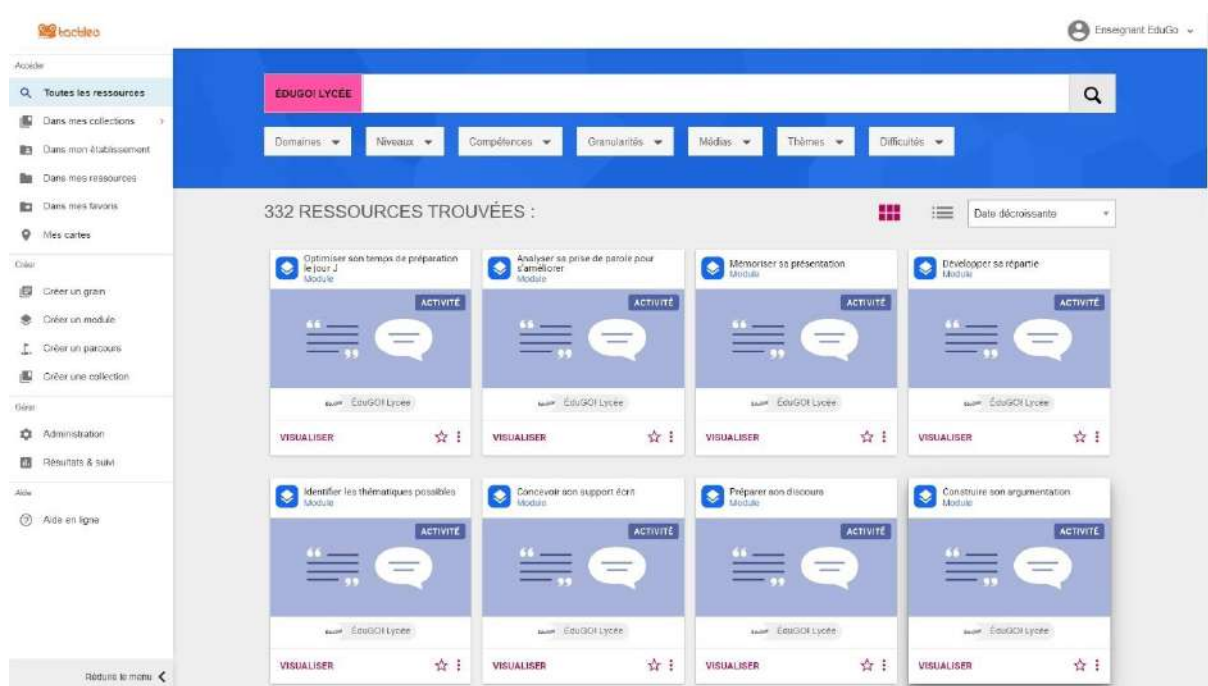 tactileo
Enseignant EduGo
Accéder
Toutes les ressources
Dans mes collections
Dans mon établissement
Dans mes ressources
Dans mes favoris
Mes cartes
Créer
Créer un grain
Créer un module
Créer un parcours
Créer une collection
Gérer
Administration
Résultats & suivi
Aide
Aide en ligne
Réduire le menu
ÉDUGO! LYCÉE
Domaines
Niveaux
Compétences
Granularités
Médias
Thèmes
Difficultés
332 RESSOURCES TROUVÉES :
Date décroissante
Optimiser son temps de préparation
le jour J
Module
ACTIVITÉ
ÉduGO! Lycée
VISUALISER
Analyser sa prise de parole pour
s'améliorer
Module
ACTIVITÉ
ÉduGO! Lycée
VISUALISER
Mémoriser sa présentation
Module
ACTIVITÉ
ÉduGO! Lycée
VISUALISER
Développer sa répartie
Module
ACTIVITÉ
ÉduGO! Lycée
VISUALISER
Identifier les thématiques possibles
Module
ACTIVITÉ
ÉduGO! Lycée
VISUALISER
Concevoir son support écrit
Module
ACTIVITÉ
ÉduGO! Lycée
VISUALISER
Préparer son discours
Module
ACTIVITÉ
ÉduGO! Lycée
VISUALISER
Construire son argumentation
Module
ACTIVITÉ
ÉduGO! Lycée
VISUALISER